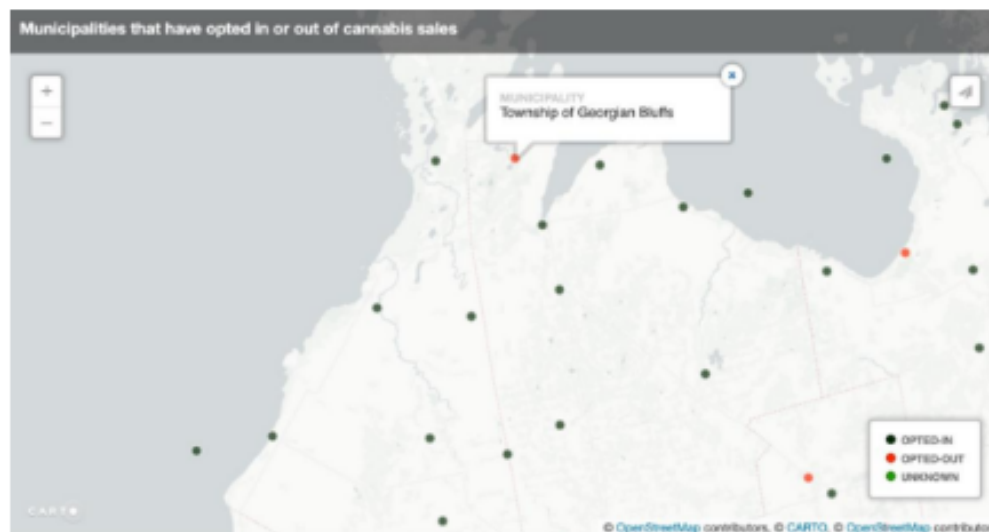 Municipalities that have opted in or out of cannabis sales
+
MUNICIPALITY
x
Township of Georgian Bluffs
−
OPTED-IN
OPTED-OUT
UNKNOWN
CARTO
© OpenStreetMap contributors, © CARTO, © OpenStreetMap contributor